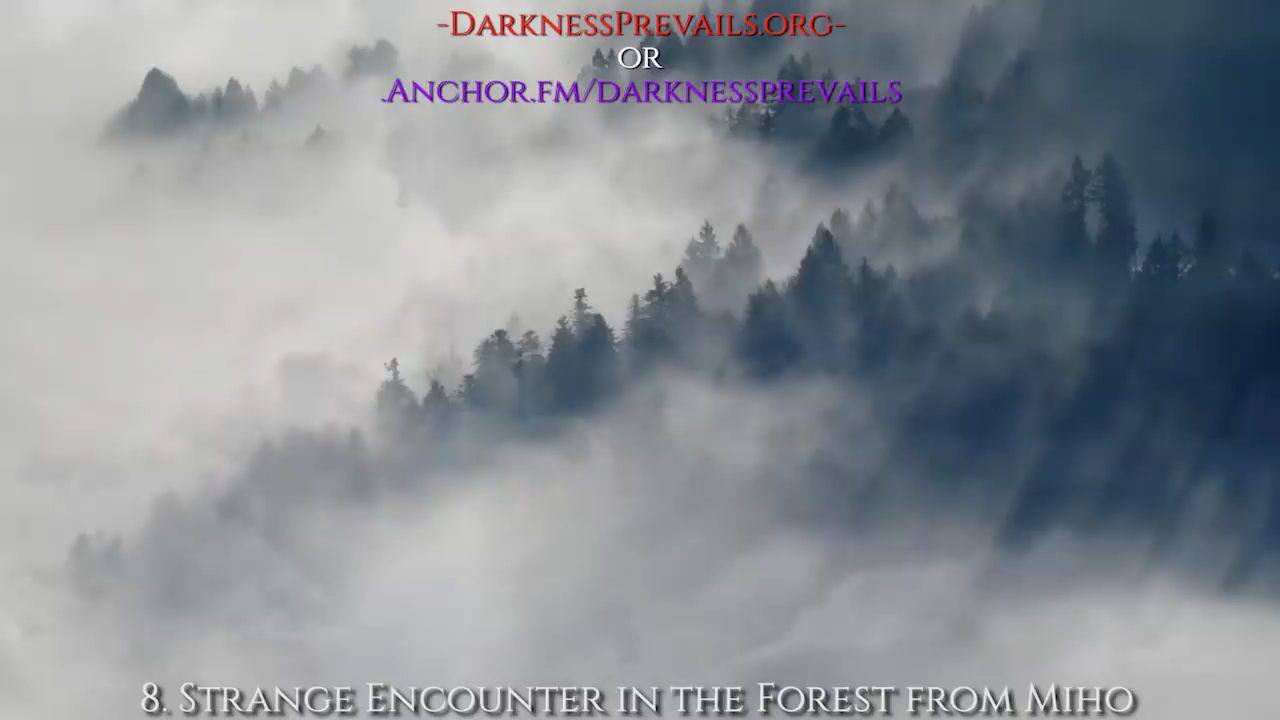 -DarknessPrevails.org-
or
.Anchor.fm/darknessprevails
8. Strange Encounter in the Forest from Miho